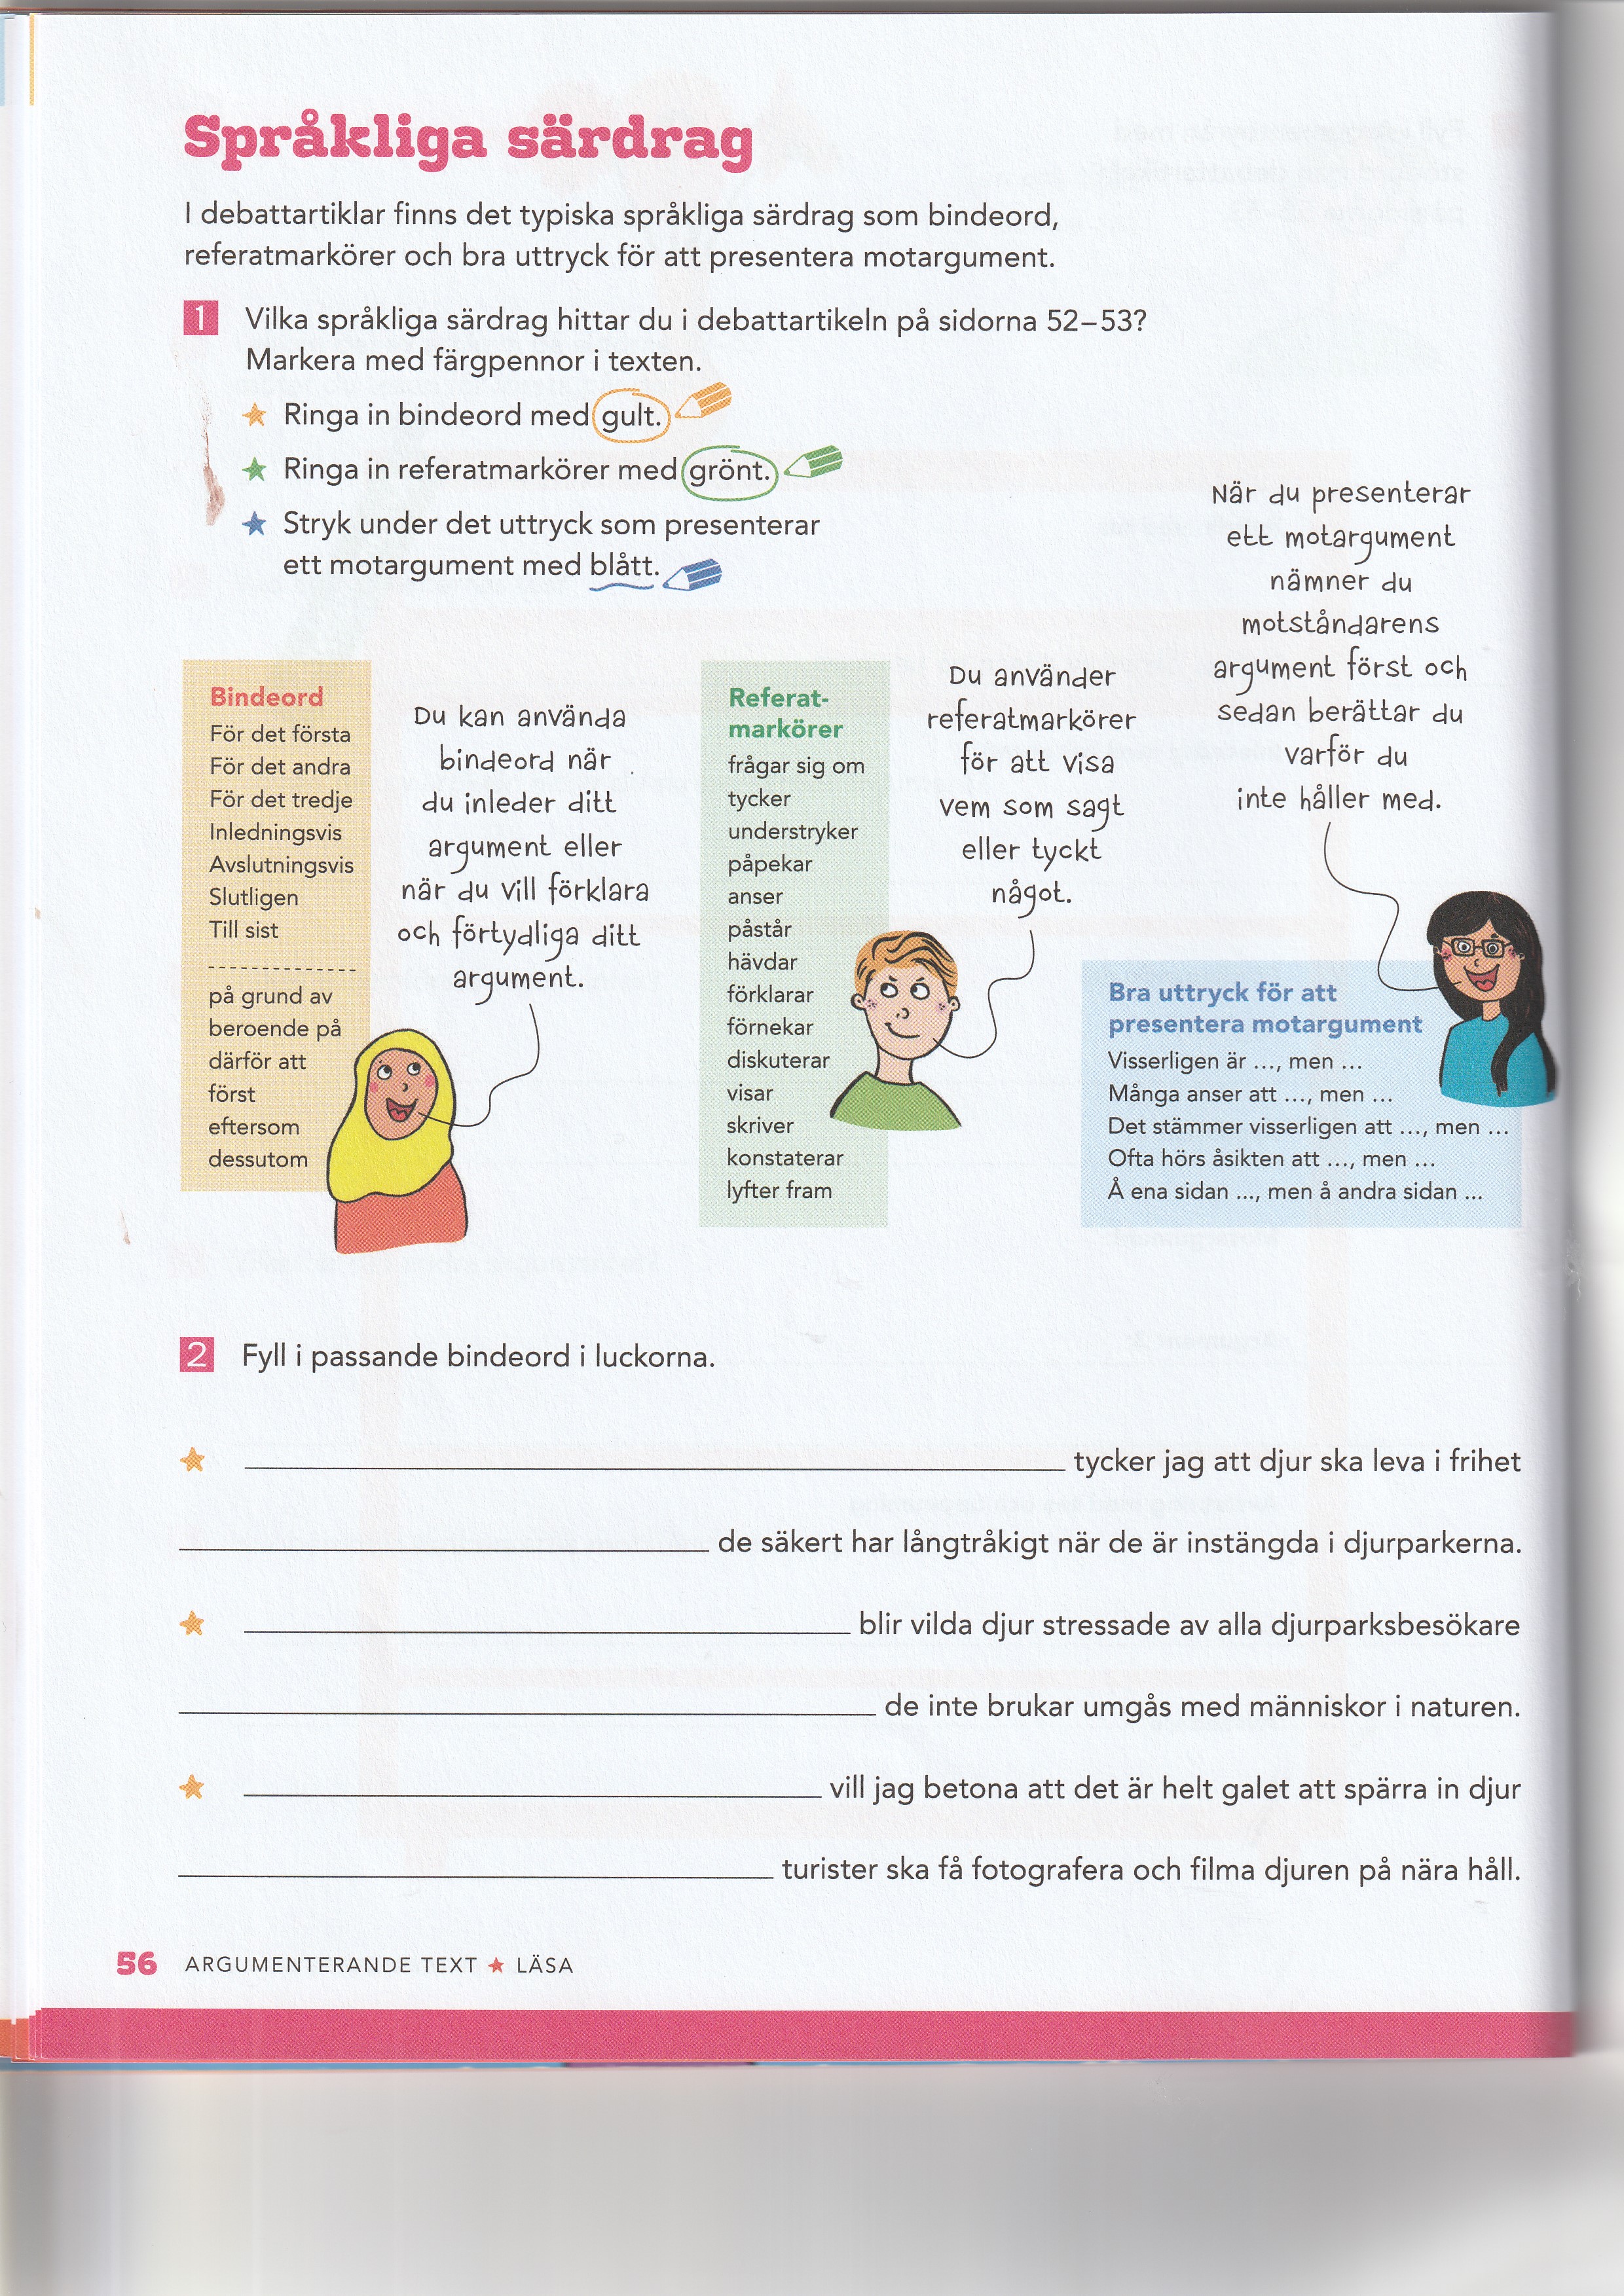 Språkliga särdrag
I debattartiklar finns det typiska språkliga särdrag som bindeord,
referatmarkörer och bra uttryck för att presentera motargument.
1 Vilka språkliga särdrag hittar du i debattartikeln på sidorna 52–53?
Markera med färgpennor i texten.
Ringa in bindeord med gult.
Ringa in referatmarkörer med grönt.
Stryk under det uttryck som presenterar
ett motargument med blått.
Bindeord
För det första
För det andra
För det tredje
Inledningsvis
Avslutningsvis
Slutligen
Till sist
på grund av
beroende på
därför att
först
eftersom
dessutom
Du kan använda
bindeord när
du inleder ditt
argument eller
när du vill förklara
och förtydliga ditt
argument.
Referat-
markörer
frågar sig om
tycker
understryker
påpekar
anser
påstår
hävdar
förklarar
förnekar
diskuterar
visar
skriver
konstaterar
lyfter fram
Du använder
referatmarkörer
för att visa
vem som sagt
eller tyckt
något.
När du presenterar
ett motargument
nämner du
motståndarens
argument först och
sedan berättar du
varför du
inte håller med.
Bra uttryck för att
presentera motargument
Visserligen är ..., men ...
Många anser att ..., men ...
Det stämmer visserligen att ..., men ...
Ofta hörs åsikten att ..., men ...
Å ena sidan ..., men å andra sidan ...
2 Fyll i passande bindeord i luckorna.
tycker jag att djur ska leva i frihet
de säkert har långtråkigt när de är instängda i djurparkerna.
blir vilda djur stressade av alla djurparksbesökare
de inte brukar umgås med människor i naturen.
vill jag betona att det är helt galet att spärra in djur
turister ska få fotografera och filma djuren på nära håll.
56 ARGUMENTERANDE TEXT ★ LÄSA